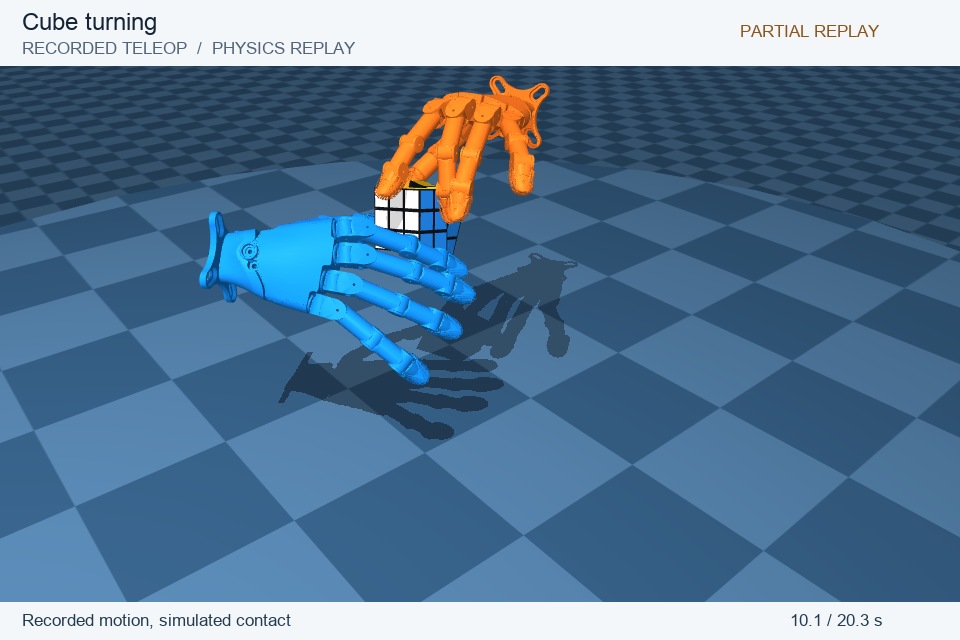 Cube turning
RECORDED TELEOP / PHYSICS REPLAY
PARTIAL REPLAY
Recorded motion, simulated contact
10.1 / 20.3 s